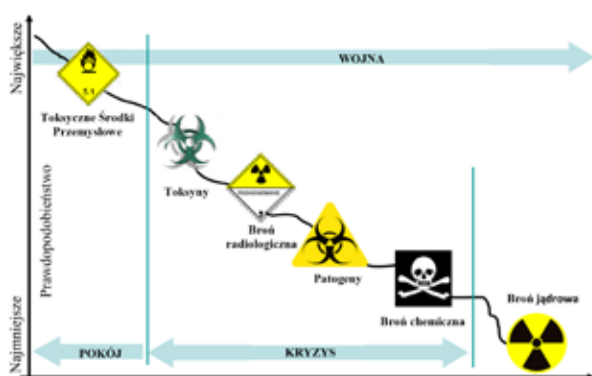 Największe
WOJNA
5.1
Toksyczne Środki
Przemysłowe
Toksyny
Prawdopodobieństwo
Broń
radiologiczna
Patogeny
Broń chemiczna
Broń jądrowa
Najmniejsze
POKÓJ
KRYZYS